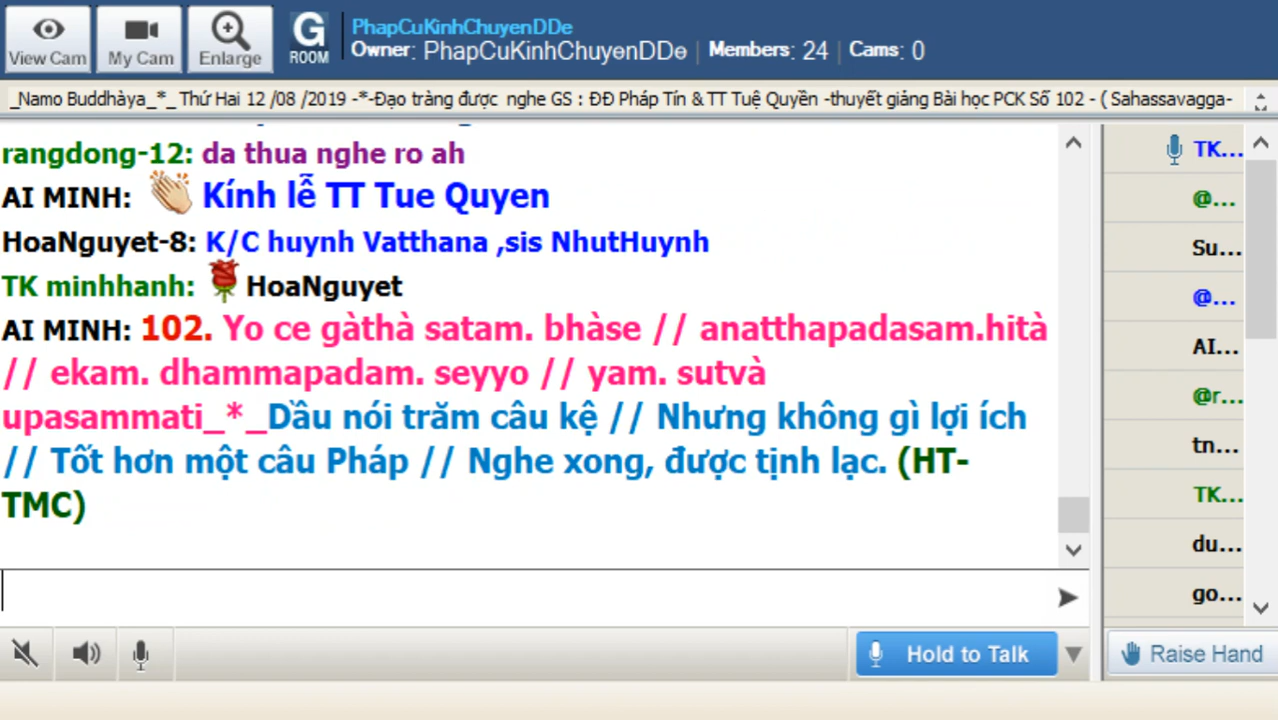 View Cam
My Cam
Enlarge
G
ROOM
PhapCuKinhChuyenDDe
Owner: PhapCuKinhChuyenDDe | Members: 24 | Cams: 0
_Namo Buddhàya_*_ Thứ Hai 12 /08 /2019 -*-Đạo tràng được nghe GS : ĐĐ Pháp Tín & TT Tuệ Quyền -thuyết giảng Bài học PCK Số 102 - ( Sahassavagga-
rangdong-12: da thua nghe ro ah
AI MINH: Kính lễ TT Tue Quyen
HoaNguyet-8: K/C huynh Vatthana ,sis NhutHuynh
TK minhhanh: HoaNguyet
AI MINH: 102. Yo ce gàthà satam. bhàse // anatthapadasam.hità
// ekam. dhammapadam. seyyo // yam. sutvà
upasammati_*_Dầu nói trăm câu kệ // Nhưng không gì lợi ích
// Tốt hơn một câu Pháp // Nghe xong, được tịnh lạc. (HT-
TMC)
TK...
@...
Su...
@...
AI...
@r...
tn...
TK...
du...
go...
Hold to Talk
Raise Hand